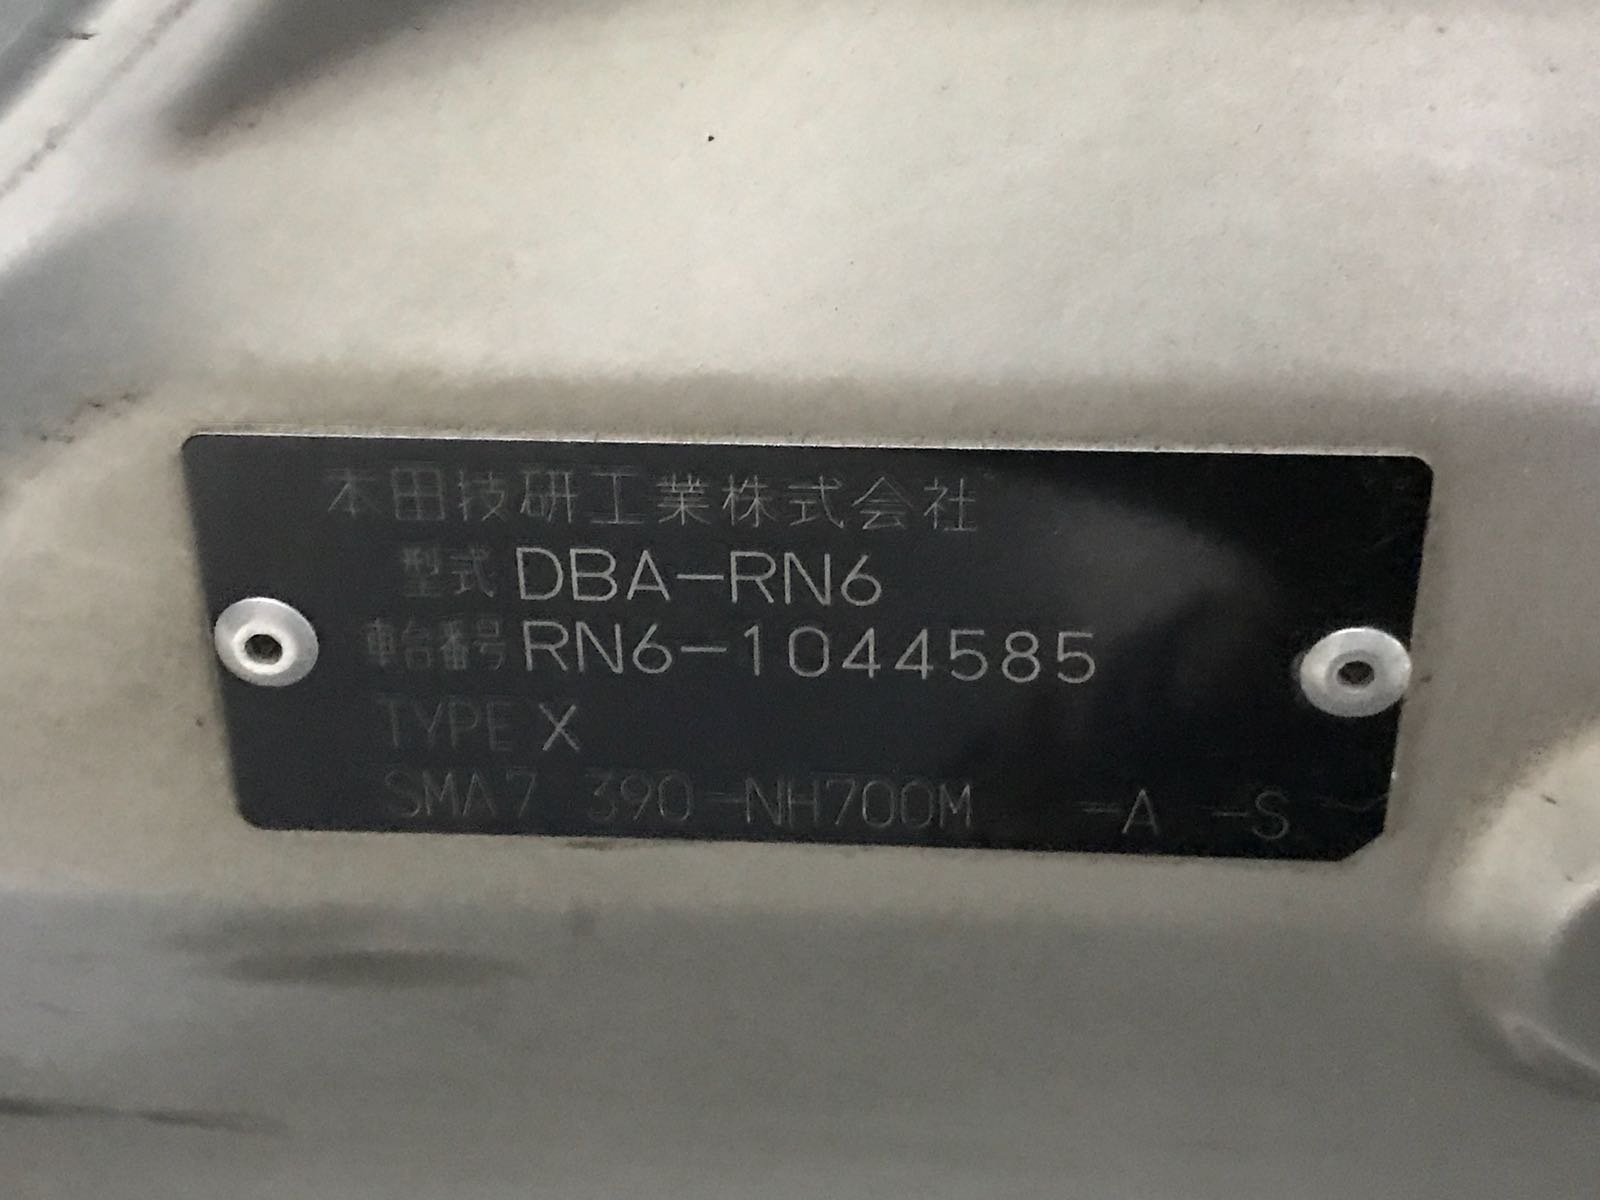 本田技研工業株式会社
型式 DBA-RN6
車台番号 RN6-1044585
TYPE X
SMA7 390-NH700M -A -S